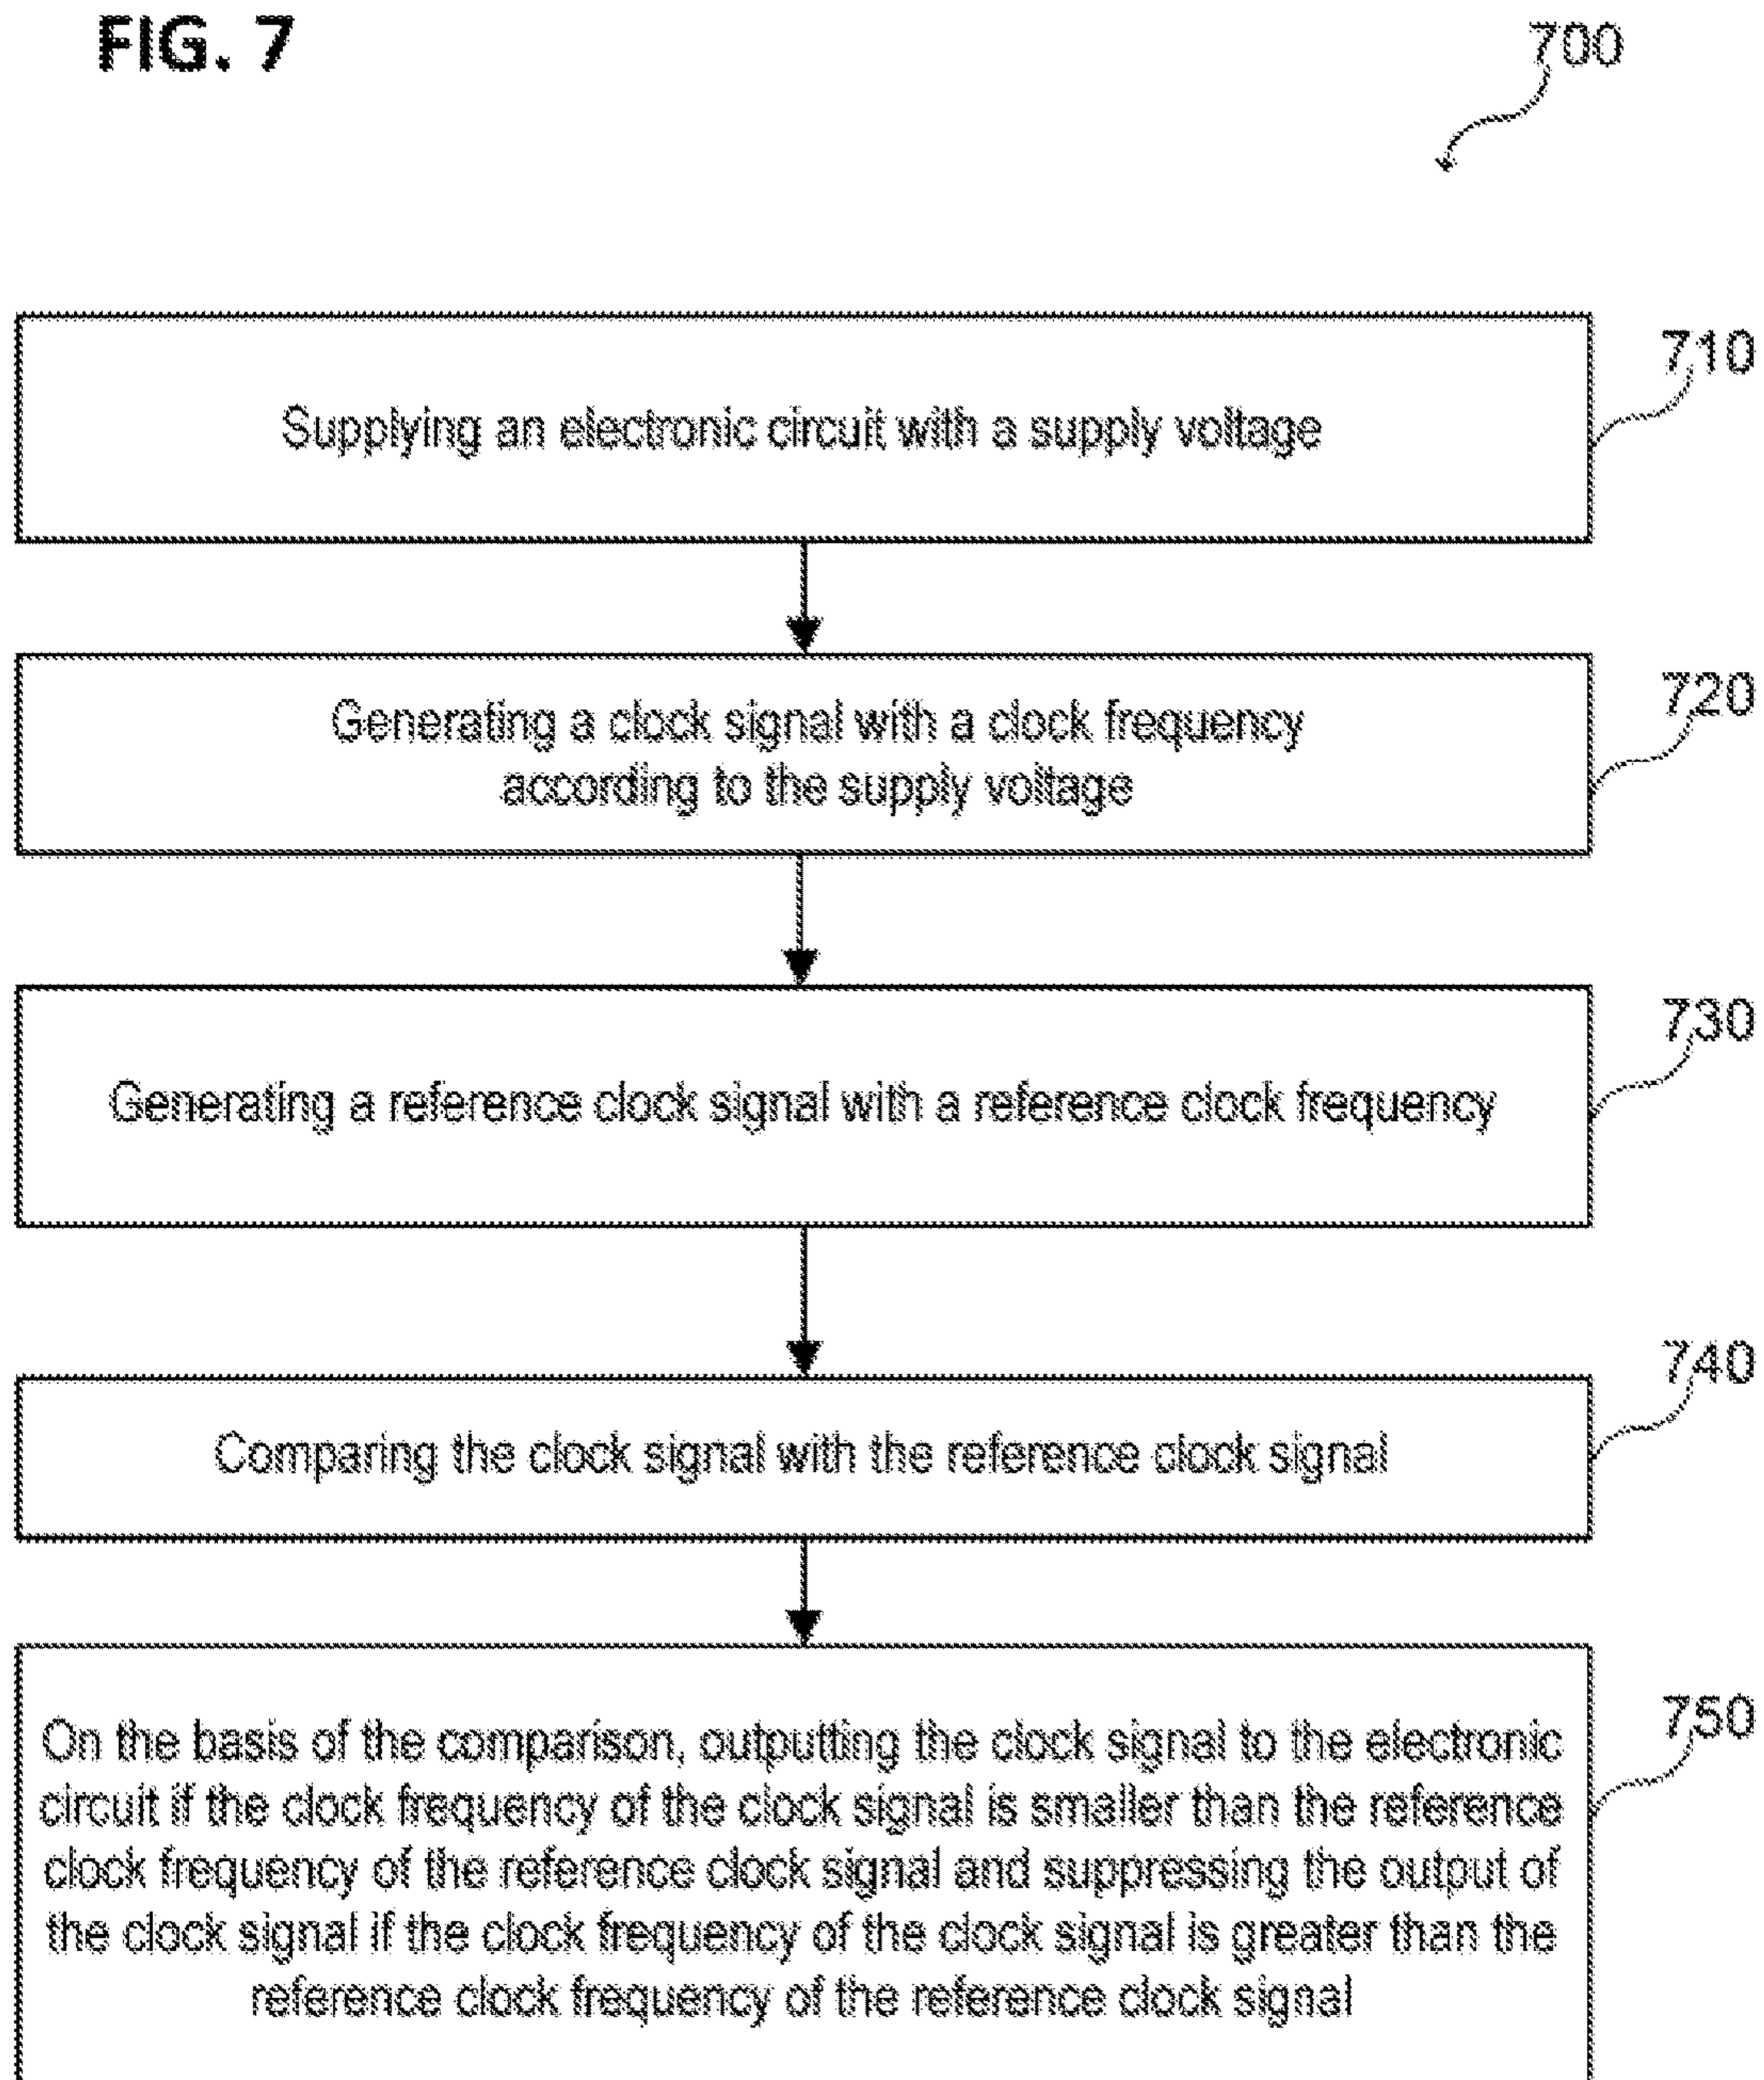 FIG. 7
700
710
Supplying an electronic circuit with a supply voltage
720
Generating a clock signal with a clock frequency
according to the supply voltage
730
Generating a reference clock signal with a reference clock frequency
740
Comparing the clock signal with the reference clock signal
750
On the basis of the comparison, outputting the clock signal to the electronic
circuit if the clock frequency of the clock signal is smaller than the reference
clock frequency of the reference clock signal and suppressing the output of
the clock signal if the clock frequency of the clock signal is greater than the
reference clock frequency of the reference clock signal